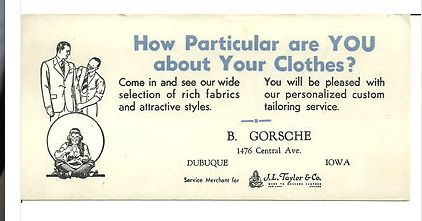 How Particular are YOU
about Your Clothes?
Come in and see our wide
selection of rich fabrics
and attractive styles.
You will be pleased with
our personalized custom
tailoring service.
B. GORSCHE
1476 Central Ave.
DUBUQUE IOWA
Service Merchant for J.L. Taylor & Co.